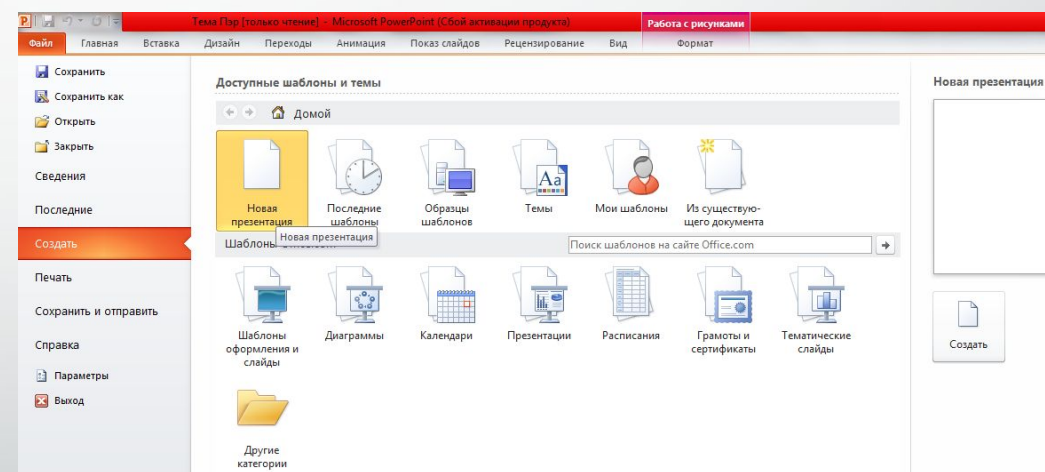 Тема Пэр [только чтение] - Microsoft PowerPoint (Сбой активации продукта)
Работа с рисунками
Файл Главная Вставка Дизайн Переходы Анимация Показ слайдов Рецензирование Вид Формат
Сохранить
Сохранить как
Открыть
Закрыть
Сведения
Последние
Создать
Печать
Сохранить и отправить
Справка
Параметры
Выход
Доступные шаблоны и темы
Домой
Новая
презентация
Последние
шаблоны
Образцы
шаблонов
Темы
Мои шаблоны
Из существую-
щего документа
Новая презентация
Шаблоны
Поиск шаблонов на сайте Office.com
Шаблоны
оформления и
слайды
Диаграммы
Календари
Презентации
Расписания
Грамоты и
сертификаты
Тематические
слайды
Другие
категории
Новая презентация
Создать